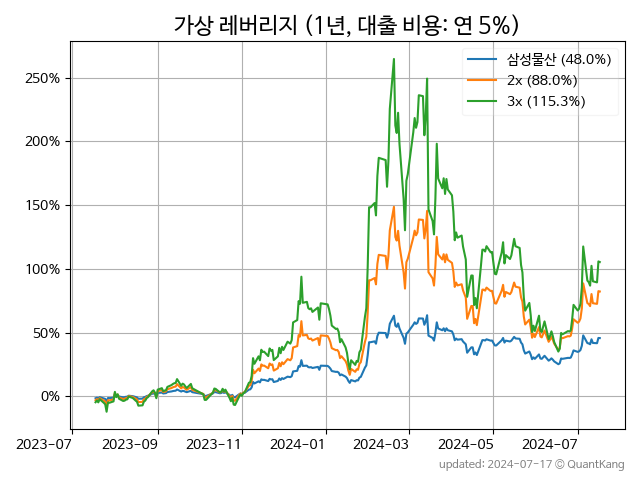 가상 레버리지 (1년, 대출 비용: 연 5%)
삼성물산 (48.0%)
2x (88.0%)
3x (115.3%)
250%
200%
150%
100%
50%
0%
2023-07 2023-09 2023-11 2024-01 2024-03 2024-05 2024-07
updated: 2024-07-17 © QuantKang